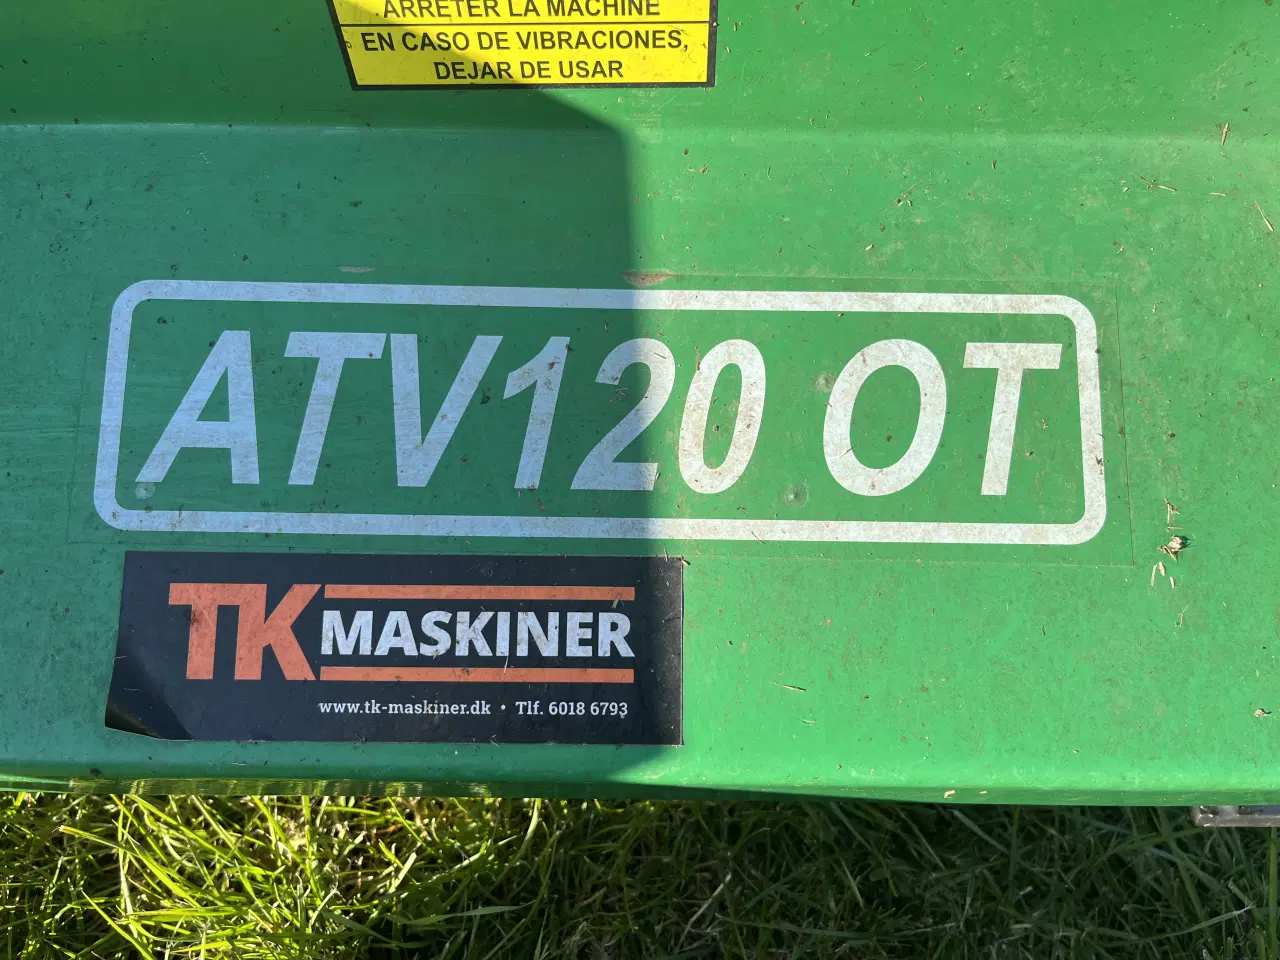 ARRETER LA MACHINE
EN CASO DE VIBRACIONES,
DEJAR DE USAR
ATV120 OT
TK MASKINER
www.tk-maskiner.dk • Tlf. 6018 6793